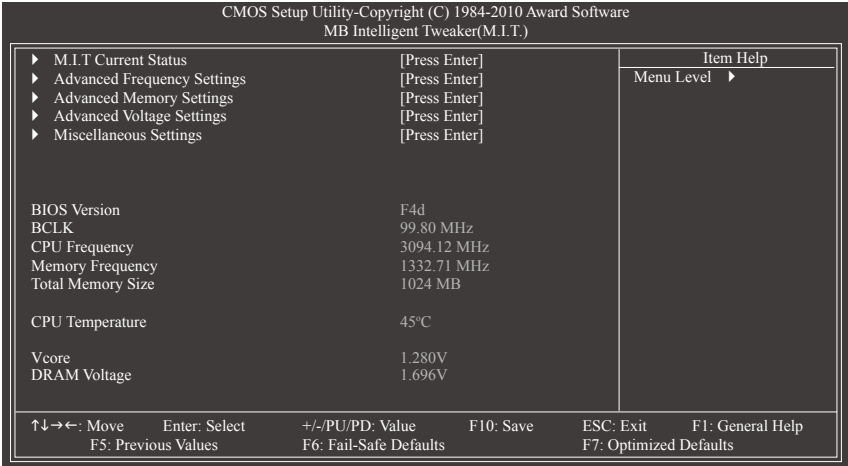 CMOS Setup Utility-Copyright (C) 1984-2010 Award Software
MB Intelligent Tweaker(M.I.T.)
M.I.T Current Status [Press Enter]
Advanced Frequency Settings [Press Enter]
Advanced Memory Settings [Press Enter]
Advanced Voltage Settings [Press Enter]
Miscellaneous Settings [Press Enter]
Item Help
Menu Level
BIOS Version F4d
BCLK 99.80 MHz
CPU Frequency 3094.12 MHz
Memory Frequency 1332.71 MHz
Total Memory Size 1024 MB
CPU Temperature 45°C
Vcore 1.280V
DRAM Voltage 1.696V
↑↓→←: Move Enter: Select +/-/PU/PD: Value F10: Save ESC: Exit F1: General Help
F5: Previous Values F6: Fail-Safe Defaults F7: Optimized Defaults